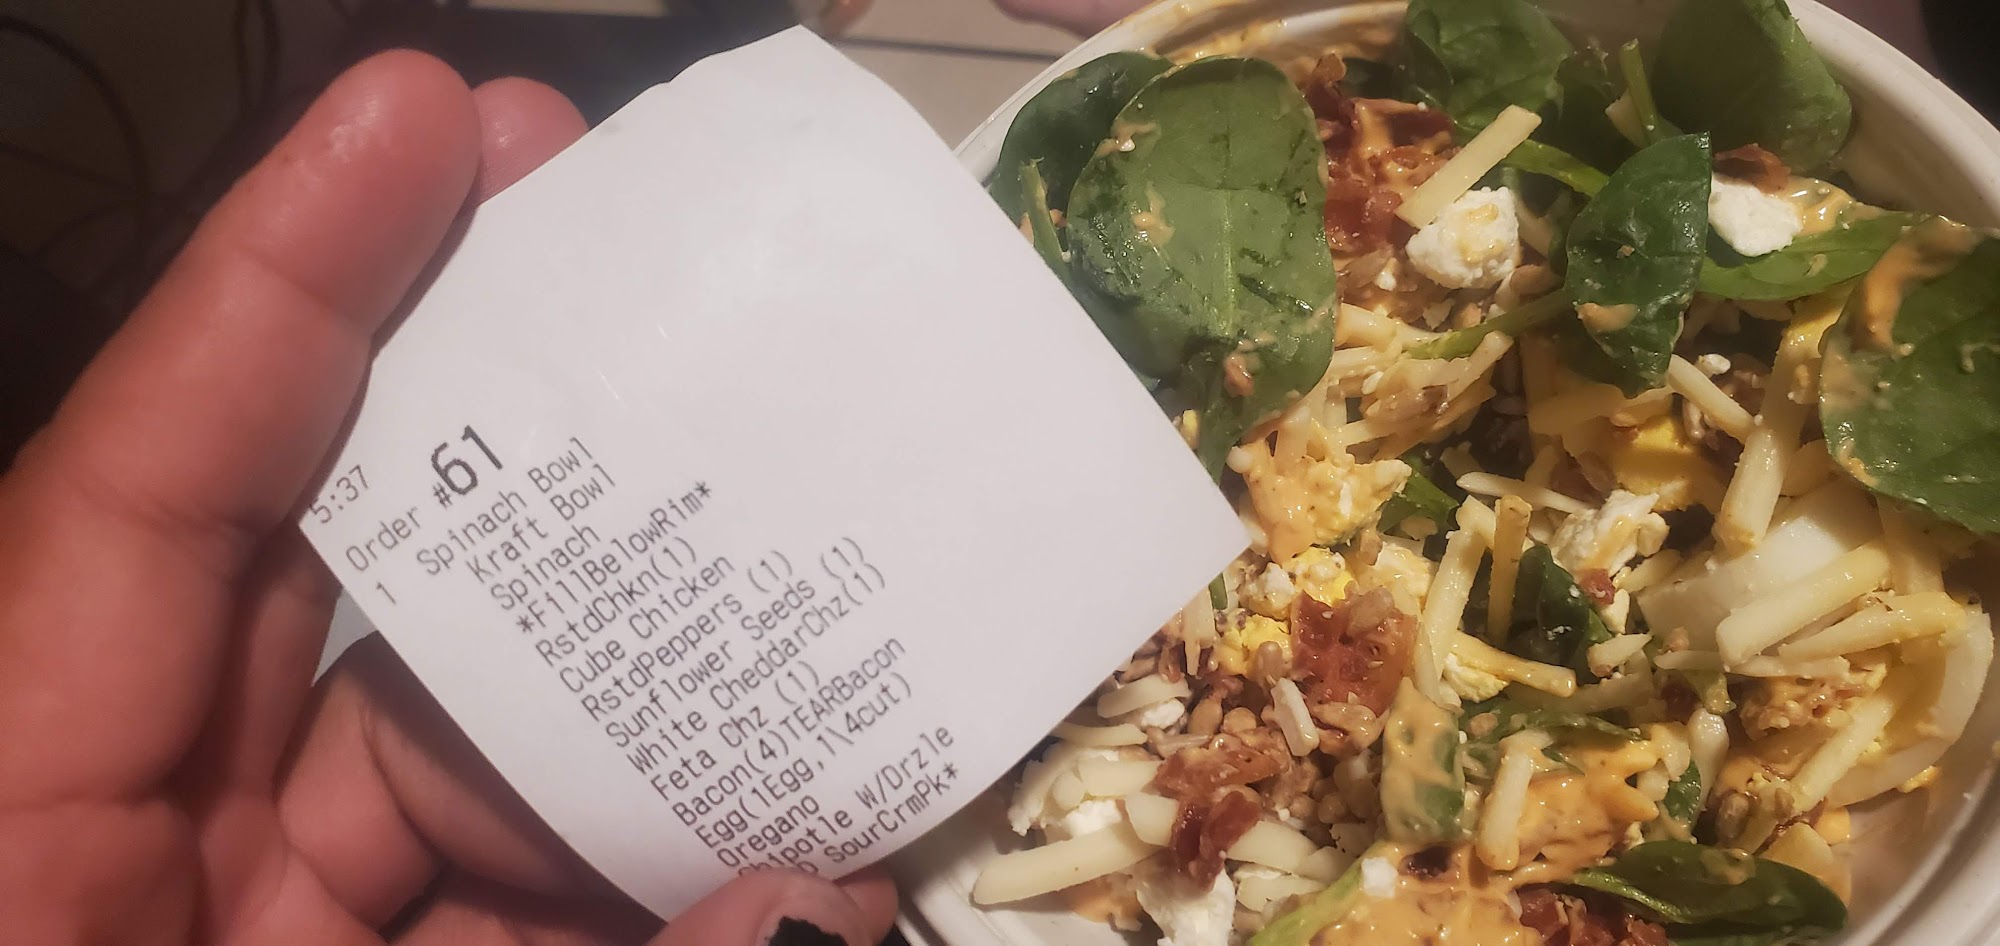 5:37
Order #61
1 Spinach Bowl
Kraft Bowl
Spinach
*FillBelowRim*
RstdChkn(1)
Cube Chicken
RstdPeppers (1)
Sunflower Seeds (1)
White CheddarChz(1)
Feta Chz (1)
Bacon(4)TEARBacon
Egg(1Egg,1\4cut)
Oregano
Chipotle W/Drzle
SourCrmPk*